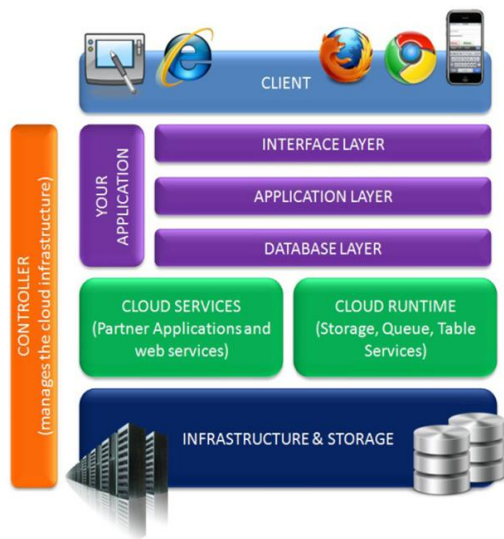 CLIENT
CONTROLLER
(manages the cloud infrastructure)
YOUR
APPLICATION
INTERFACE LAYER
APPLICATION LAYER
DATABASE LAYER
CLOUD SERVICES
(Partner Applications and
web services)
CLOUD RUNTIME
(Storage, Queue, Table
Services)
INFRASTRUCTURE & STORAGE